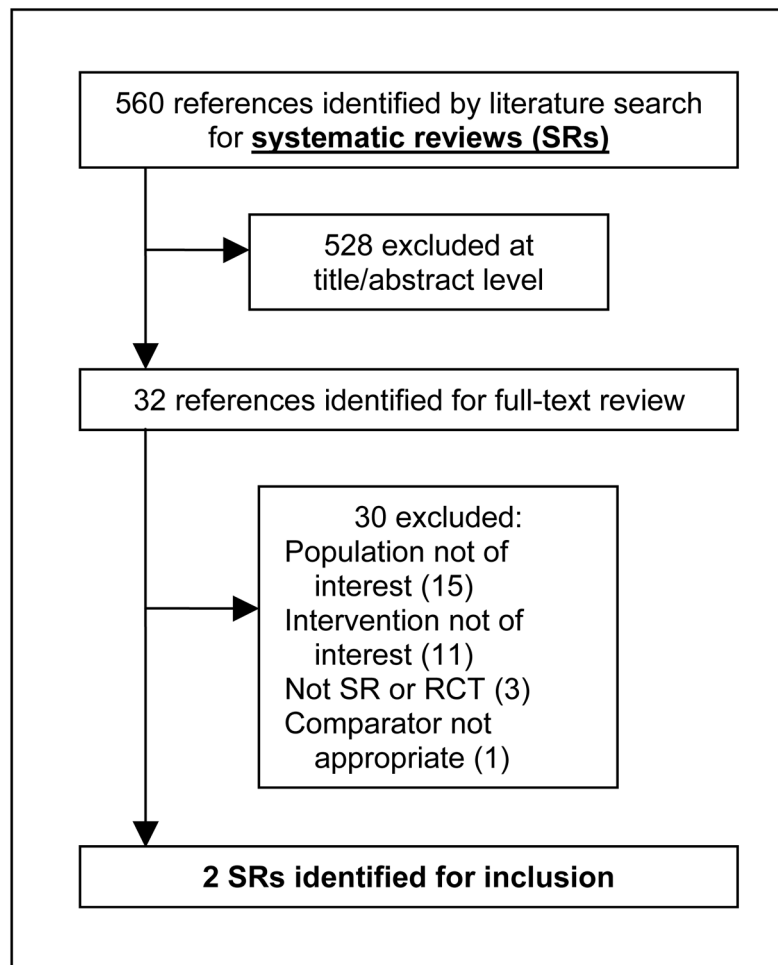 560 references identified by literature search
for systematic reviews (SRs)
528 excluded at
title/abstract level
32 references identified for full-text review
30 excluded:
Population not of
interest (15)
Intervention not of
interest (11)
Not SR or RCT (3)
Comparator not
appropriate (1)
2 SRs identified for inclusion